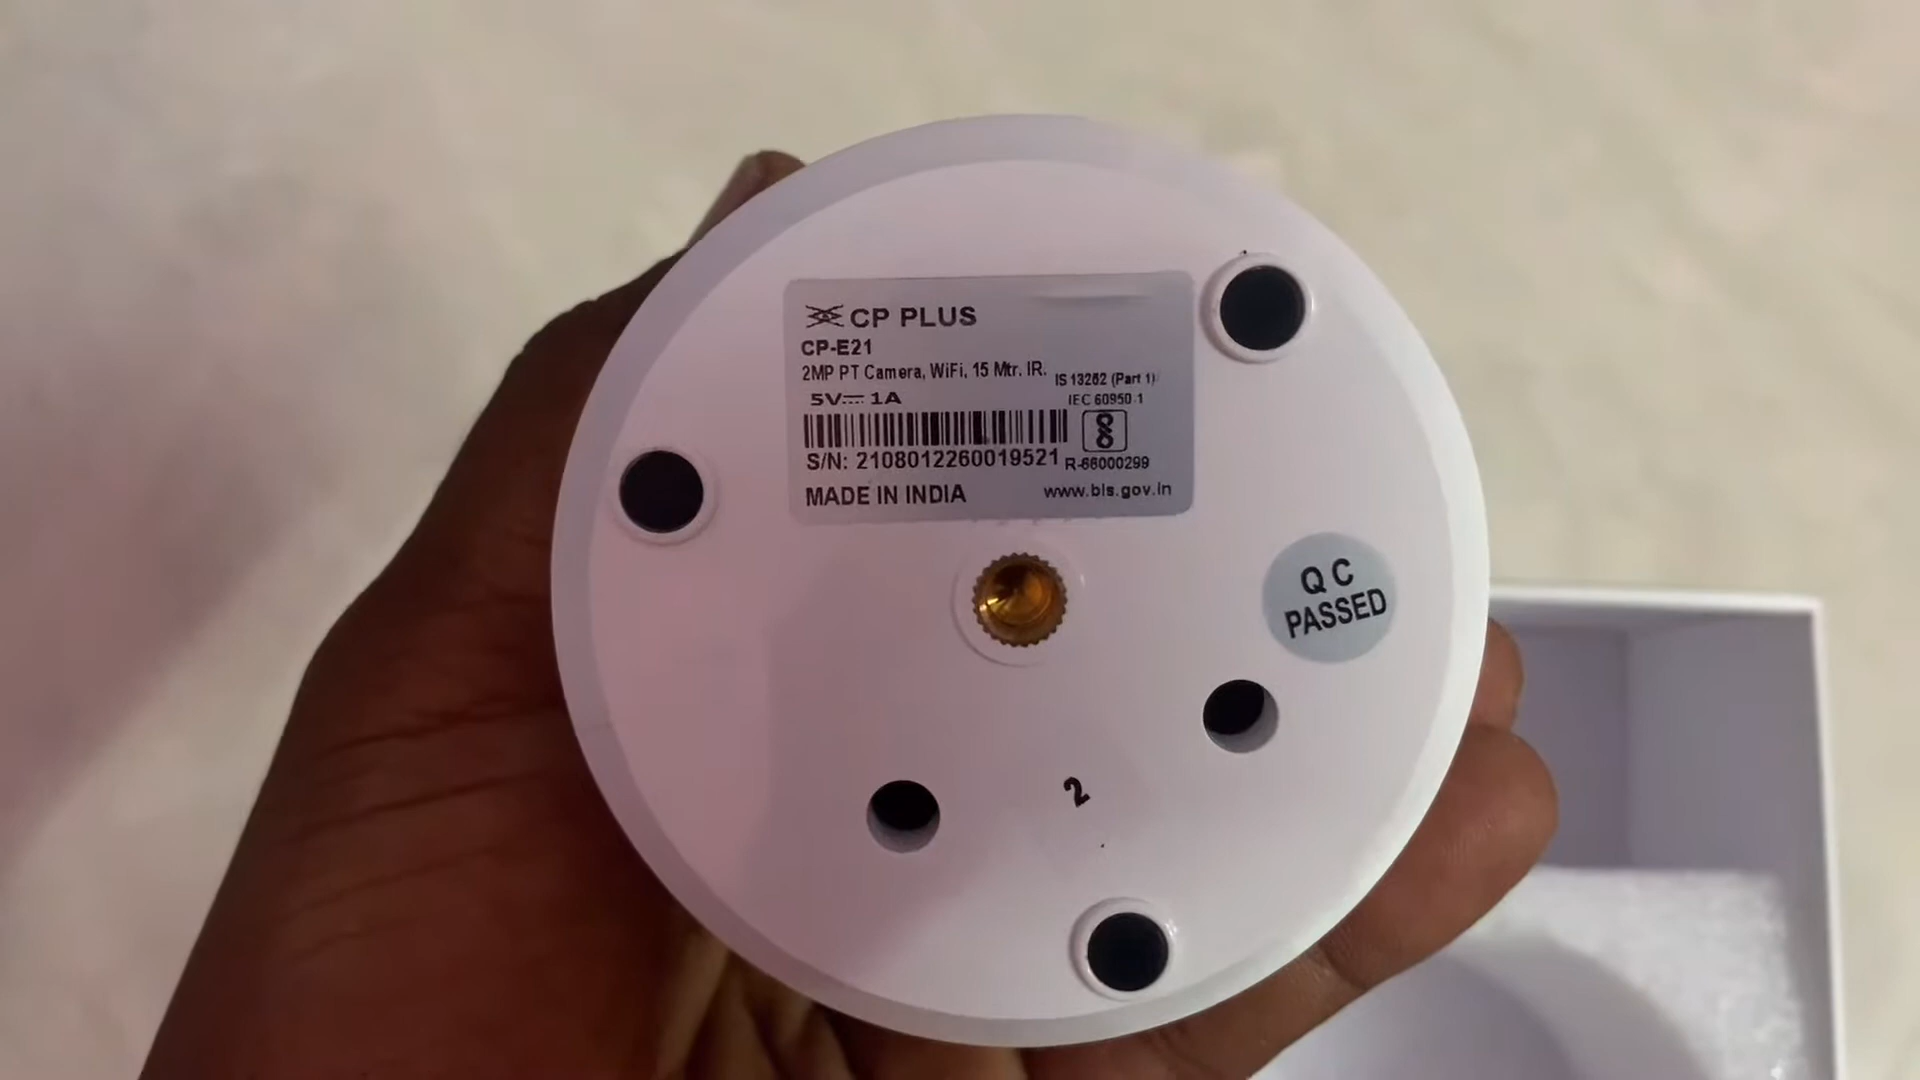 CP PLUS
CP-E21
2MP PT Camera, WiFi, 15 Mtr. IR.
IS 13252 (Part 1)
5V⎓1A
IEC 60950-1
S/N: 2108012260019521
R-66000299
MADE IN INDIA
www.bis.gov.in
Q C
PASSED
2